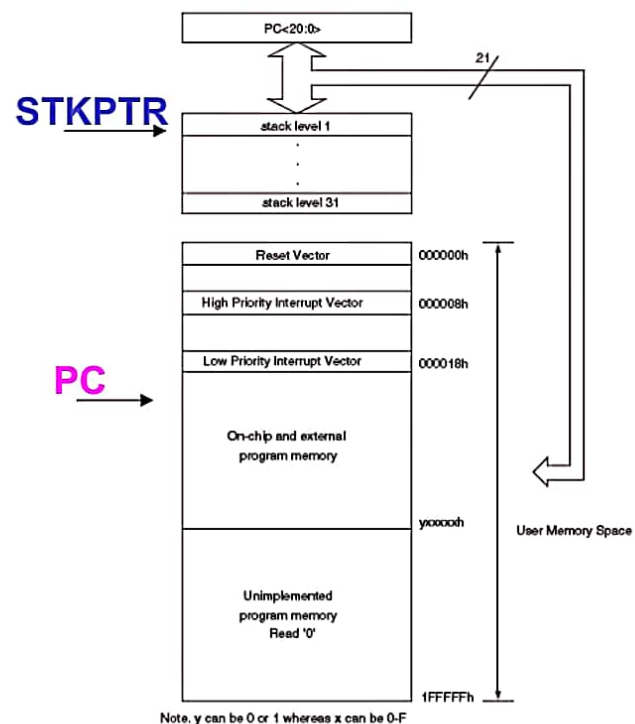 PC<20:0>
21
STKPTR
stack level 1
.
.
.
stack level 31
Reset Vector
000000h
High Priority Interrupt Vector
000008h
Low Priority Interrupt Vector
000018h
PC
On-chip and external
program memory
yxxxxxh
User Memory Space
Unimplemented
program memory
Read '0'
1FFFFFh
Note, y can be 0 or 1 whereas x can be 0-F